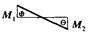 M₁ ⊕
⊖ M₂